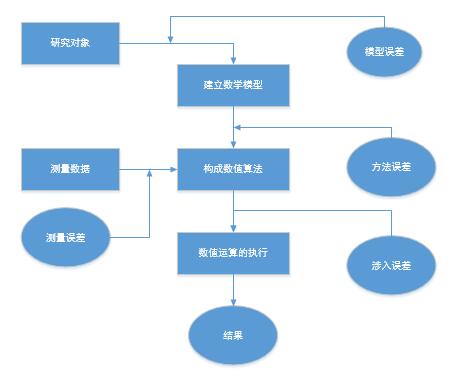 研究对象
模型误差
建立数学模型
测量数据
构成数值算法
方法误差
测量误差
数值运算的执行
涉入误差
结果